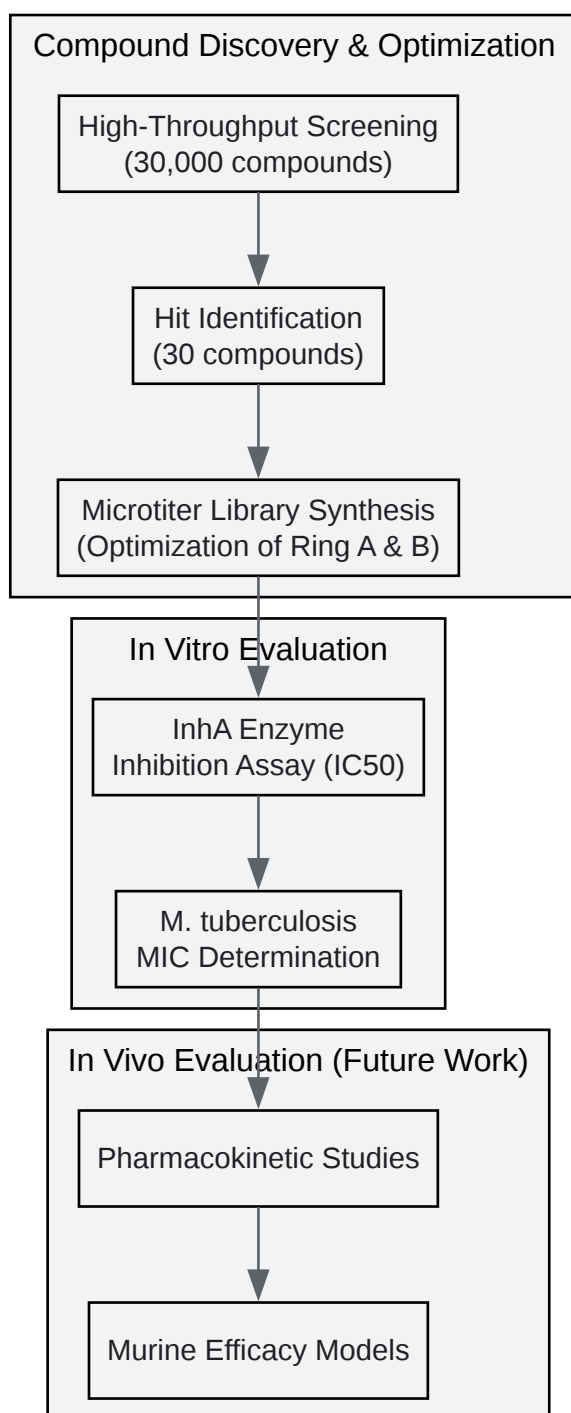 Compound Discovery & Optimization
High-Throughput Screening
(30,000 compounds)
Hit Identification
(30 compounds)
Microtiter Library Synthesis
(Optimization of Ring A & B)
In Vitro Evaluation
InhA Enzyme
Inhibition Assay (IC50)
M. tuberculosis
MIC Determination
In Vivo Evaluation (Future Work)
Pharmacokinetic Studies
Murine Efficacy Models